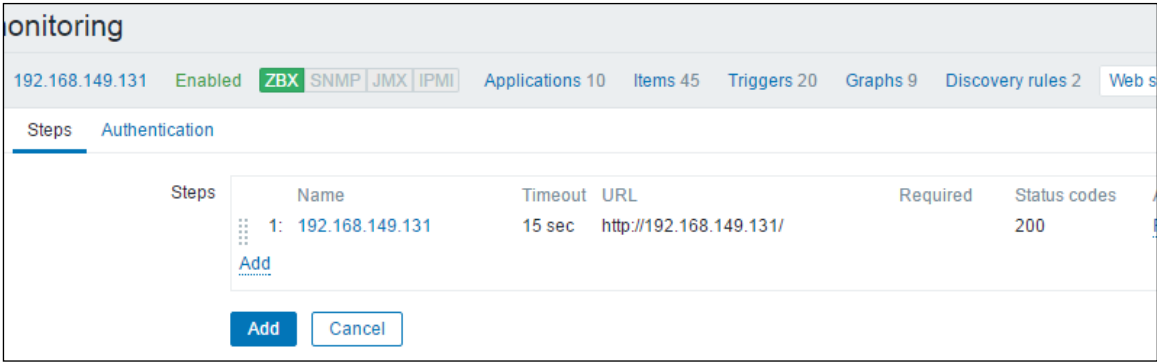 onitoring
192.168.149.131 Enabled ZBX SNMP JMX IPMI Applications 10 Items 45 Triggers 20 Graphs 9 Discovery rules 2 Web s
Steps Authentication
Steps Name Timeout URL Required Status codes
1: 192.168.149.131 15 sec http://192.168.149.131/ 200
Add
Add Cancel